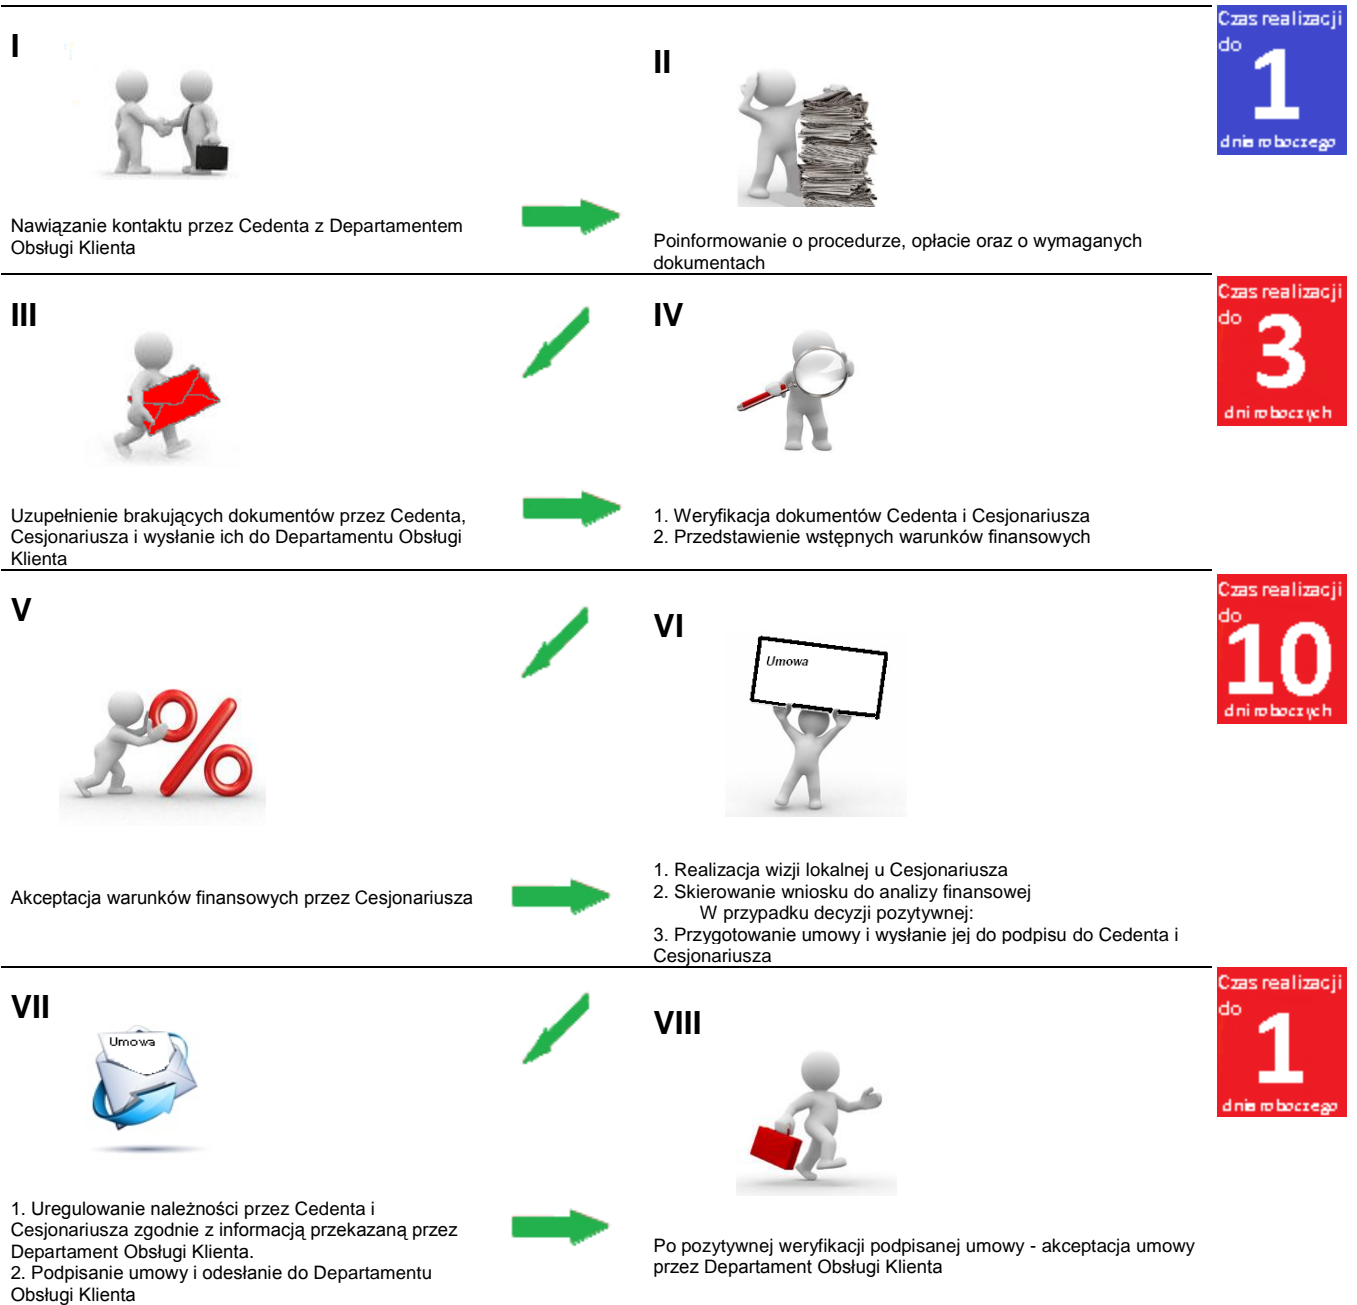 I
Nawiązanie kontaktu przez Cedenta z Departamentem
Obsługi Klienta
II
Poinformowanie o procedurze, opłacie oraz o wymaganych
dokumentach
Czas realizacji
do
1
dnia roboczego
III
Uzupełnienie brakujących dokumentów przez Cedenta,
Cesjonariusza i wysłanie ich do Departamentu Obsługi
Klienta
IV
1. Weryfikacja dokumentów Cedenta i Cesjonariusza
2. Przedstawienie wstępnych warunków finansowych
Czas realizacji
do
3
dni roboczych
V
Akceptacja warunków finansowych przez Cesjonariusza
VI
Umowa
1. Realizacja wizji lokalnej u Cesjonariusza
2. Skierowanie wniosku do analizy finansowej
W przypadku decyzji pozytywnej:
3. Przygotowanie umowy i wysłanie jej do podpisu do Cedenta i
Cesjonariusza
Czas realizacji
do
10
dni roboczych
VII
Umowa
1. Uregulowanie należności przez Cedenta i
Cesjonariusza zgodnie z informacją przekazaną przez
Departament Obsługi Klienta.
2. Podpisanie umowy i odesłanie do Departamentu
Obsługi Klienta
VIII
Po pozytywnej weryfikacji podpisanej umowy - akceptacja umowy
przez Departament Obsługi Klienta
Czas realizacji
do
1
dnia roboczego